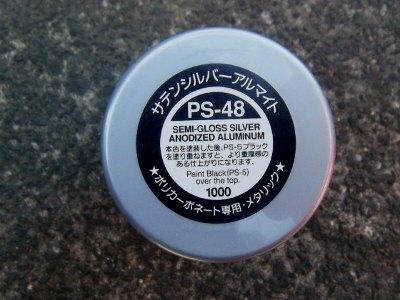 サテンシルバーアルマイト
PS-48
SEMI-GLOSS SILVER
ANODIZED ALUMINUM
本色を塗装した後、PS-5ブラック
を塗り重ねますと、より重厚感の
ある仕上がりになります。
Paint Black(PS-5)
over the top.
1000
★ポリカーボネート専用・メタリック★